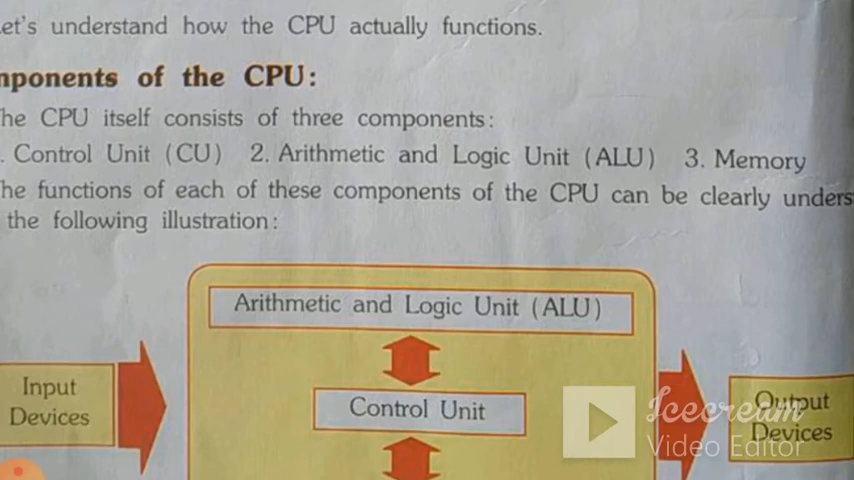 et's understand how the CPU actually functions.
mponents of the CPU:
he CPU itself consists of three components:
. Control Unit (CU) 2. Arithmetic and Logic Unit (ALU) 3. Memory
he functions of each of these components of the CPU can be clearly unders
the following illustration:
Arithmetic and Logic Unit (ALU)
Input
Devices
Control Unit
Output
Devices
Icecream
Video Editor